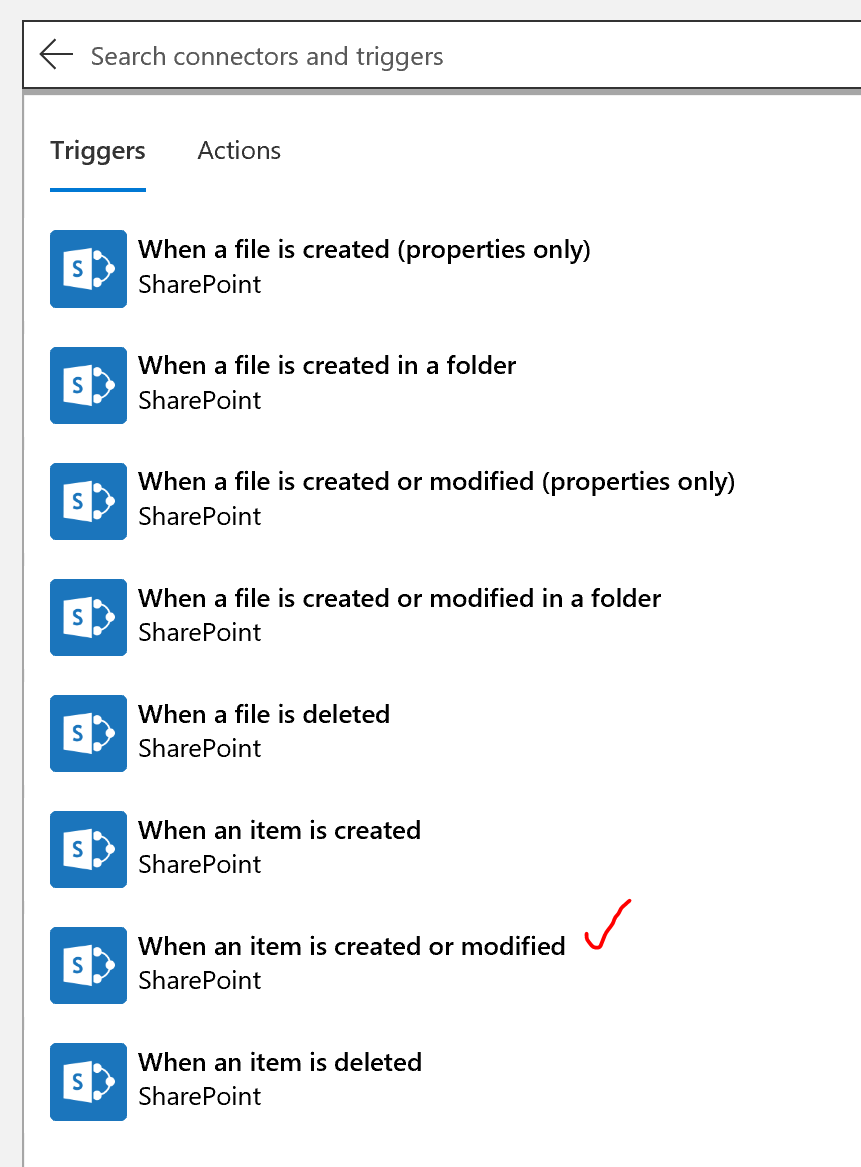 Search connectors and triggers
Triggers Actions
When a file is created (properties only)
SharePoint
When a file is created in a folder
SharePoint
When a file is created or modified (properties only)
SharePoint
When a file is created or modified in a folder
SharePoint
When a file is deleted
SharePoint
When an item is created
SharePoint
When an item is created or modified
SharePoint
When an item is deleted
SharePoint